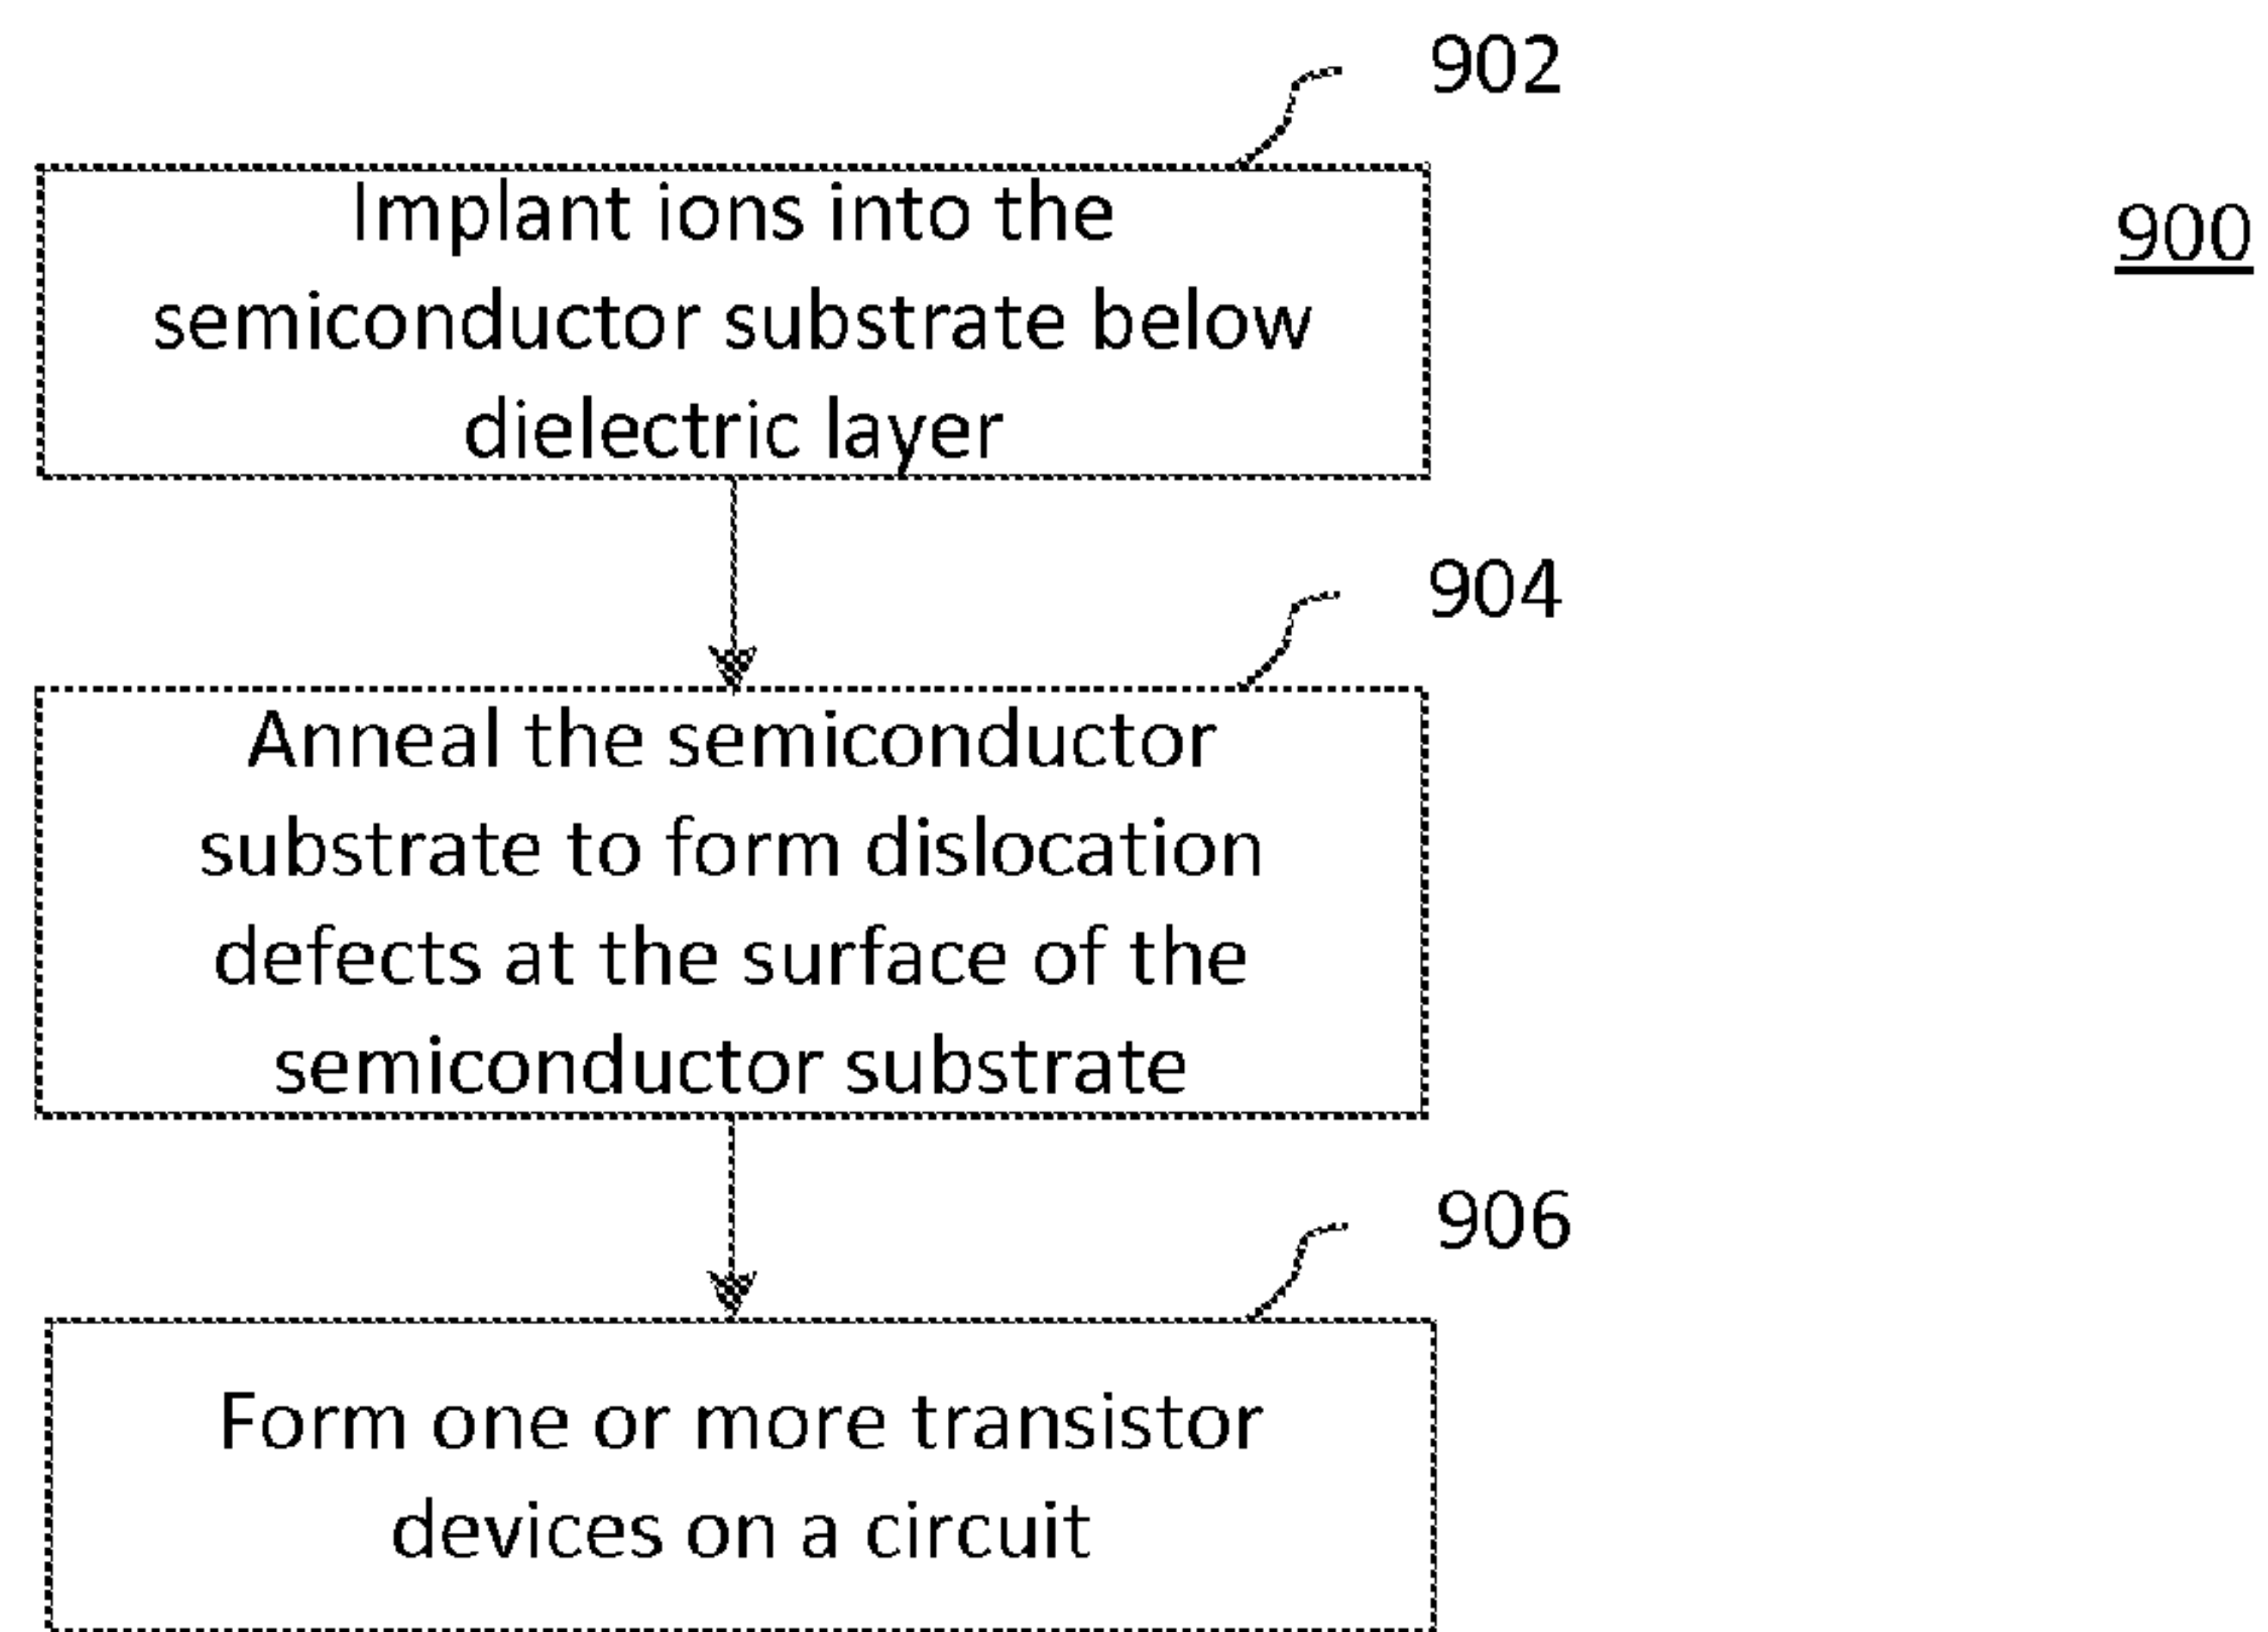 902
900
Implant ions into the
semiconductor substrate below
dielectric layer
904
Anneal the semiconductor
substrate to form dislocation
defects at the surface of the
semiconductor substrate
906
Form one or more transistor
devices on a circuit